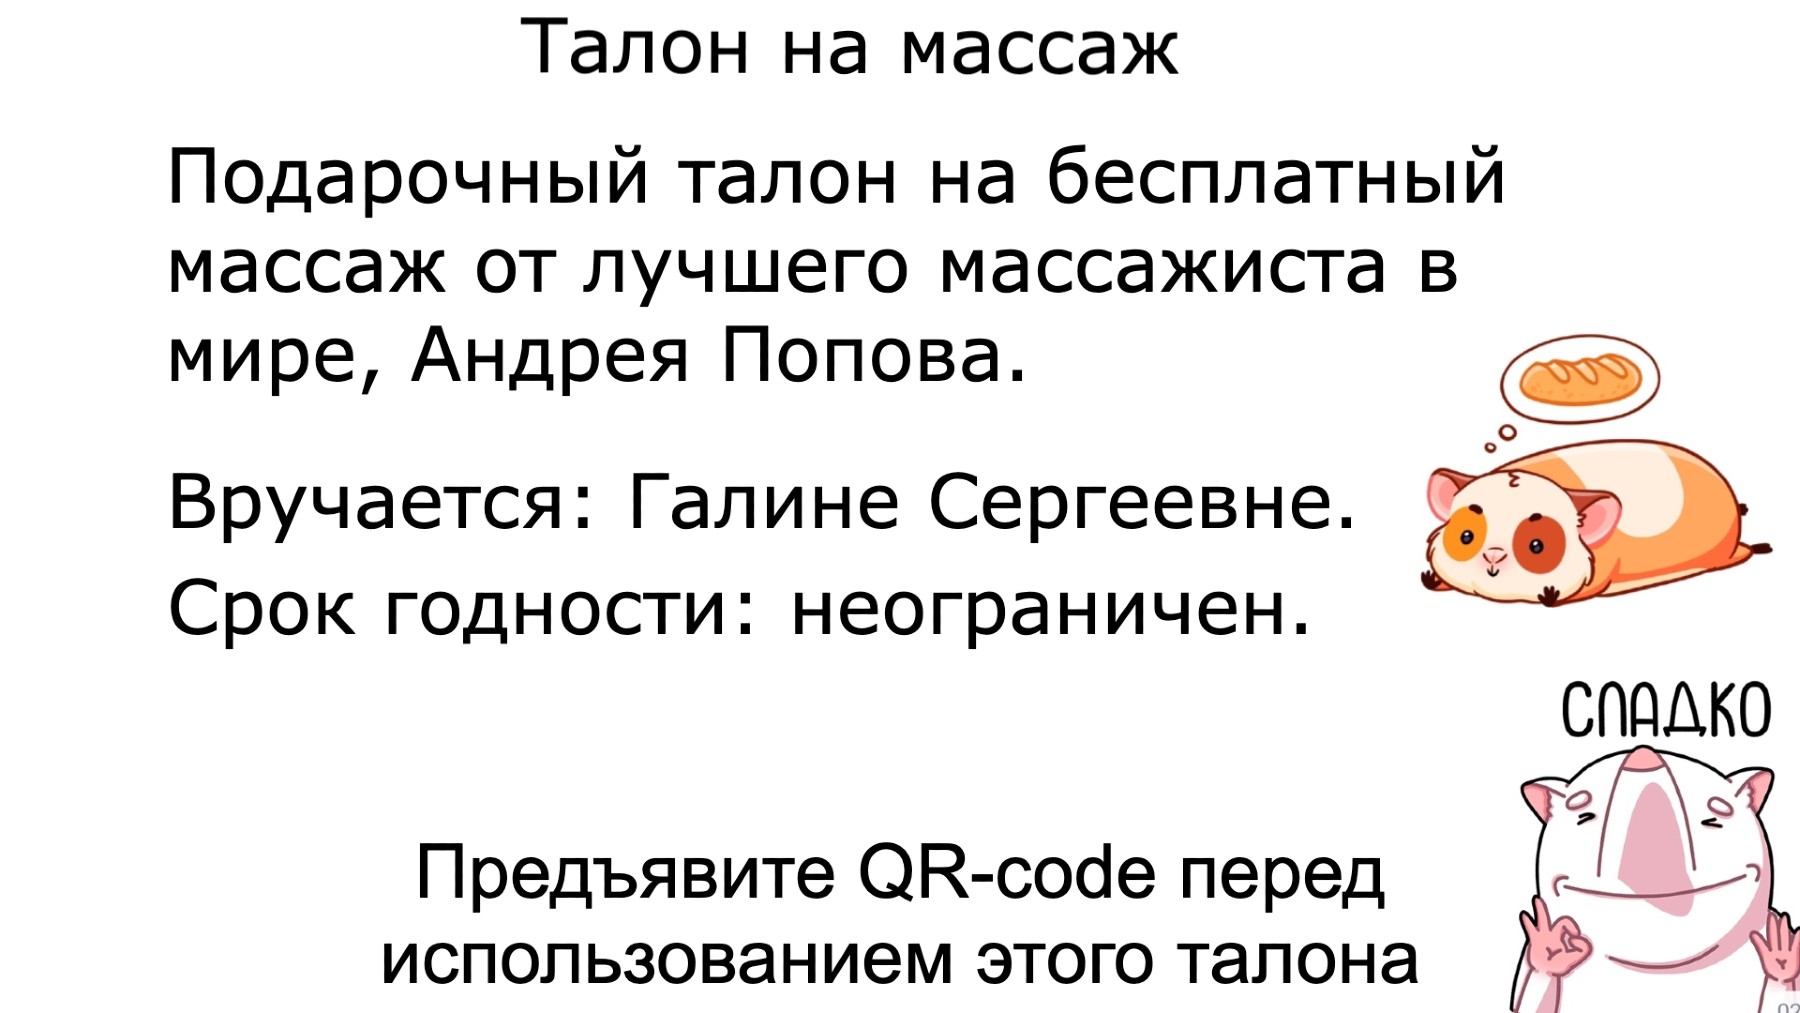 Талон на массаж
Подарочный талон на бесплатный
массаж от лучшего массажиста в
мире, Андрея Попова.
Вручается: Галине Сергеевне.
Срок годности: неограничен.
СЛАДКО
Предъявите QR-code перед
использованием этого талона